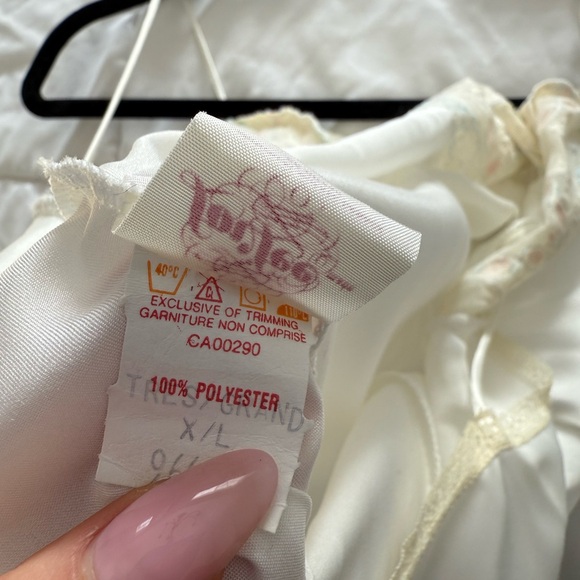 40°C
EXCLUSIVE OF TRIMMING
GARNITURE NON COMPRISE
CA00290
100% POLYESTER
TRES/GRAND
X/L